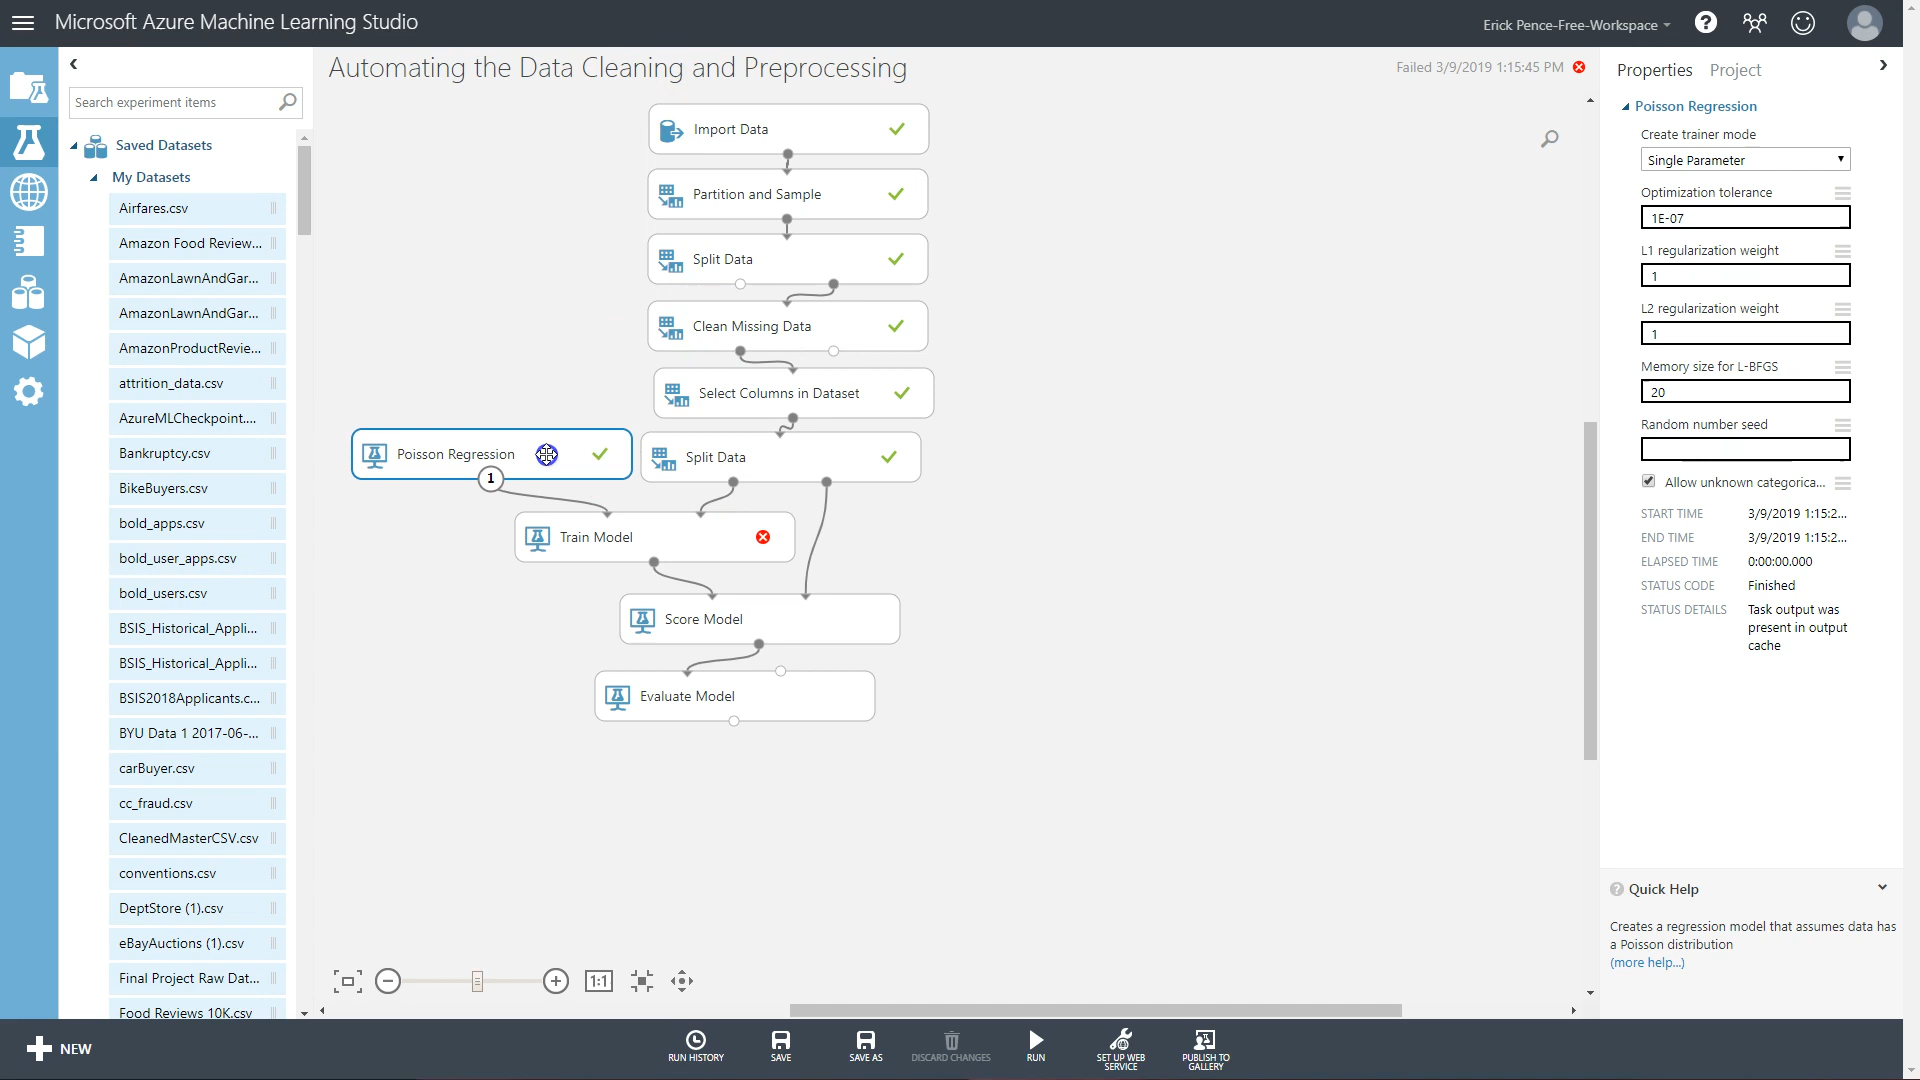 Microsoft Azure Machine Learning Studio
Erick Pence-Free-Workspace
Search experiment items
Saved Datasets
My Datasets
Airfares.csv
Amazon Food Review...
AmazonLawnAndGar...
AmazonLawnAndGar...
AmazonProductRevie...
attrition_data.csv
AzureMLCheckpoint....
Bankruptcy.csv
BikeBuyers.csv
bold_apps.csv
bold_user_apps.csv
bold_users.csv
BSIS_Historical_Appli...
BSIS_Historical_Appli...
BSIS2018Applicants.c...
BYU Data 1 2017-06-...
carBuyer.csv
cc_fraud.csv
CleanedMasterCSV.csv
conventions.csv
DeptStore (1).csv
eBayAuctions (1).csv
Final Project Raw Dat...
Food Reviews 10K.csv
Automating the Data Cleaning and Preprocessing
Failed 3/9/2019 1:15:45 PM
Import Data
Partition and Sample
Split Data
Clean Missing Data
Select Columns in Dataset
Poisson Regression
1
Split Data
Train Model
Score Model
Evaluate Model
1:1
Properties Project
Poisson Regression
Create trainer mode
Single Parameter
Optimization tolerance
1E-07
L1 regularization weight
1
L2 regularization weight
1
Memory size for L-BFGS
20
Random number seed
Allow unknown categorica...
START TIME 3/9/2019 1:15:2...
END TIME 3/9/2019 1:15:2...
ELAPSED TIME 0:00:00.000
STATUS CODE Finished
STATUS DETAILS Task output was
present in output
cache
Quick Help
Creates a regression model that assumes data has
a Poisson distribution
(more help...)
NEW
RUN HISTORY
SAVE
SAVE AS
DISCARD CHANGES
RUN
SET UP WEB
SERVICE
PUBLISH TO
GALLERY